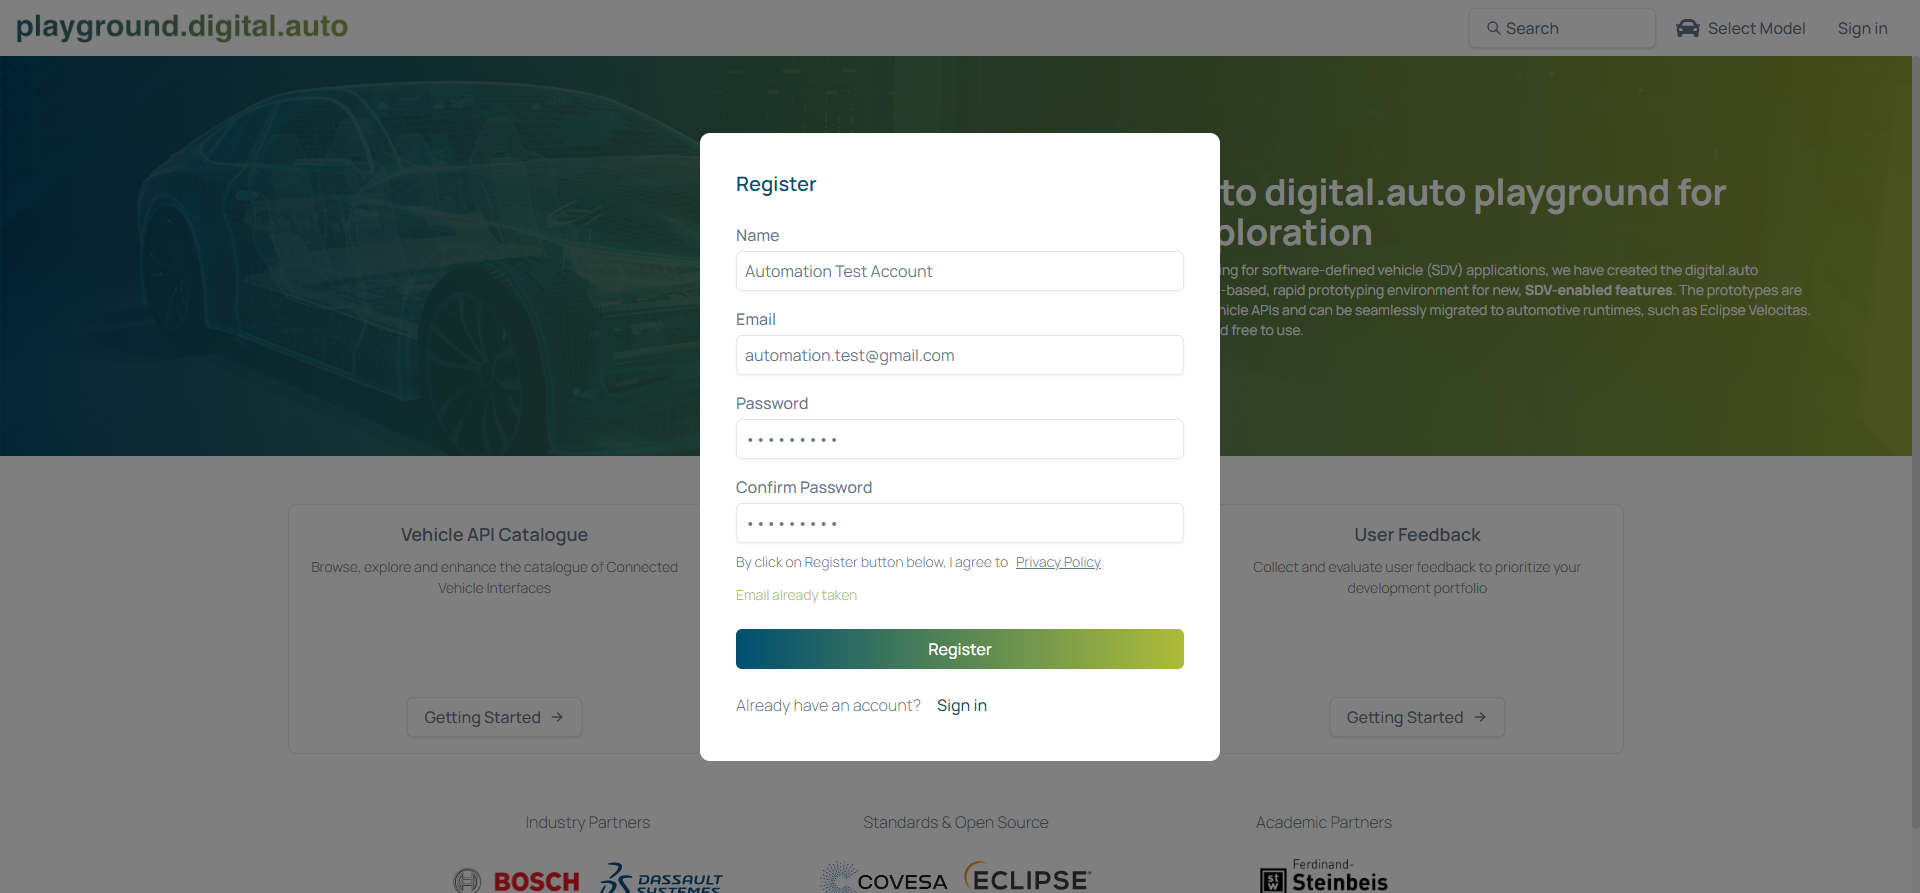 playground.digital.auto
Search
Select Model
Sign in
to digital.auto playground for
ploration
ing for software-defined vehicle (SDV) applications, we have created the digital.auto
-based, rapid prototyping environment for new, SDV-enabled features. The prototypes are
hicle APIs and can be seamlessly migrated to automotive runtimes, such as Eclipse Velocitas.
d free to use.
Register
Name
Automation Test Account
Email
automation.test@gmail.com
Password
•••••••••
Confirm Password
•••••••••
By click on Register button below, I agree to Privacy Policy
Email already taken
Register
Already have an account? Sign in
Vehicle API Catalogue
Browse, explore and enhance the catalogue of Connected
Vehicle Interfaces
Getting Started
User Feedback
Collect and evaluate user feedback to prioritize your
development portfolio
Getting Started
Industry Partners
Standards & Open Source
Academic Partners
BOSCH
DASSAULT
SYSTEMES
COVESA
ECLIPSE
Ferdinand-
Steinbeis